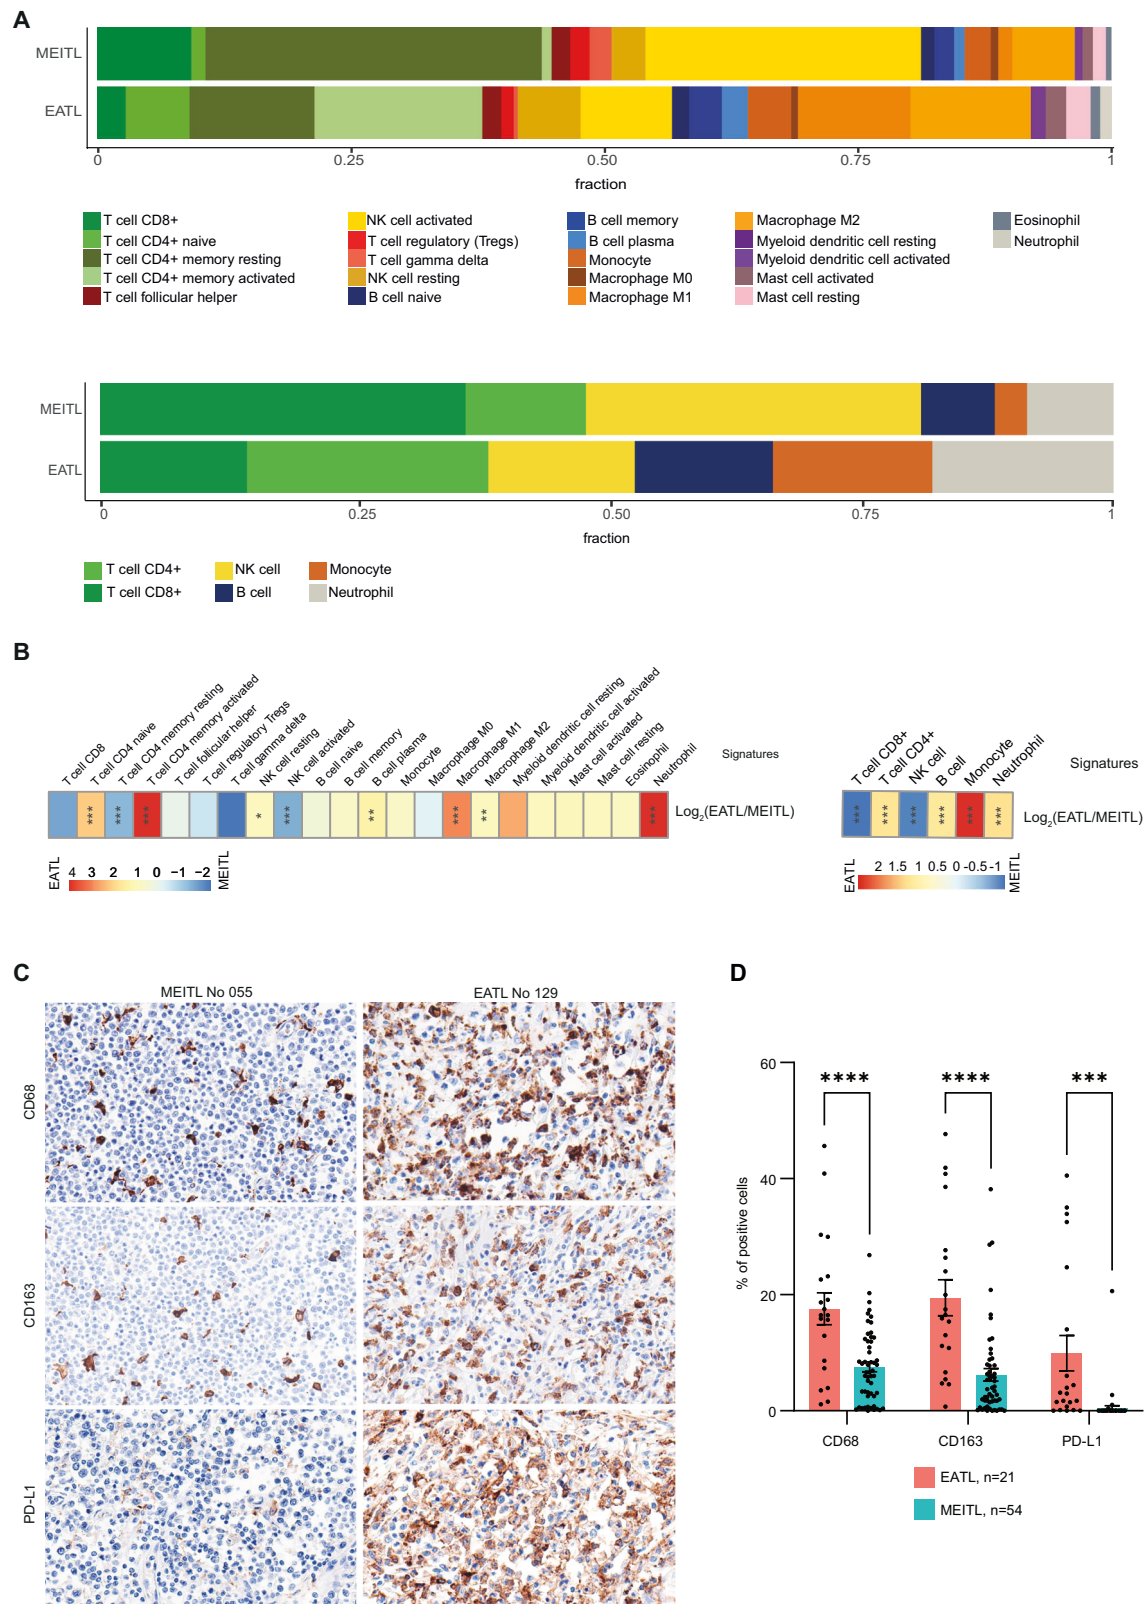 A
MEITL
EATL
0 0.25 0.50 0.75 1
fraction
T cell CD8+
T cell CD4+ naive
T cell CD4+ memory resting
T cell CD4+ memory activated
T cell follicular helper
NK cell activated
T cell regulatory (Tregs)
T cell gamma delta
NK cell resting
B cell naive
B cell memory
B cell plasma
Monocyte
Macrophage M0
Macrophage M1
Macrophage M2
Myeloid dendritic cell resting
Myeloid dendritic cell activated
Mast cell activated
Mast cell resting
Eosinophil
Neutrophil
MEITL
EATL
0 0.25 0.50 0.75 1
fraction
T cell CD4+
T cell CD8+
NK cell
B cell
Monocyte
Neutrophil
B
T cell CD8
T cell CD4 naive
T cell CD4 memory resting
T cell CD4 memory activated
T cell follicular helper
T cell regulatory Tregs
T cell gamma delta
NK cell resting
NK cell activated
B cell naive
B cell memory
B cell plasma
Monocyte
Macrophage M0
Macrophage M1
Macrophage M2
Myeloid dendritic cell resting
Myeloid dendritic cell activated
Mast cell activated
Mast cell resting
Eosinophil
Neutrophil
Signatures
*** *** *** * *** ** *** ** ***
Log2(EATL/MEITL)
EATL 4 3 2 1 0 −1 −2 MEITL
T cell CD8+
T cell CD4+
NK cell
B cell
Monocyte
Neutrophil
Signatures
*** *** *** *** *** ***
Log2(EATL/MEITL)
EATL 2 1.5 1 0.5 0 -0.5 -1 MEITL
C
MEITL No 055 EATL No 129
CD68
CD163
PD-L1
D
% of positive cells
60
40
20
0
**** **** ***
CD68 CD163 PD-L1
EATL, n=21
MEITL, n=54